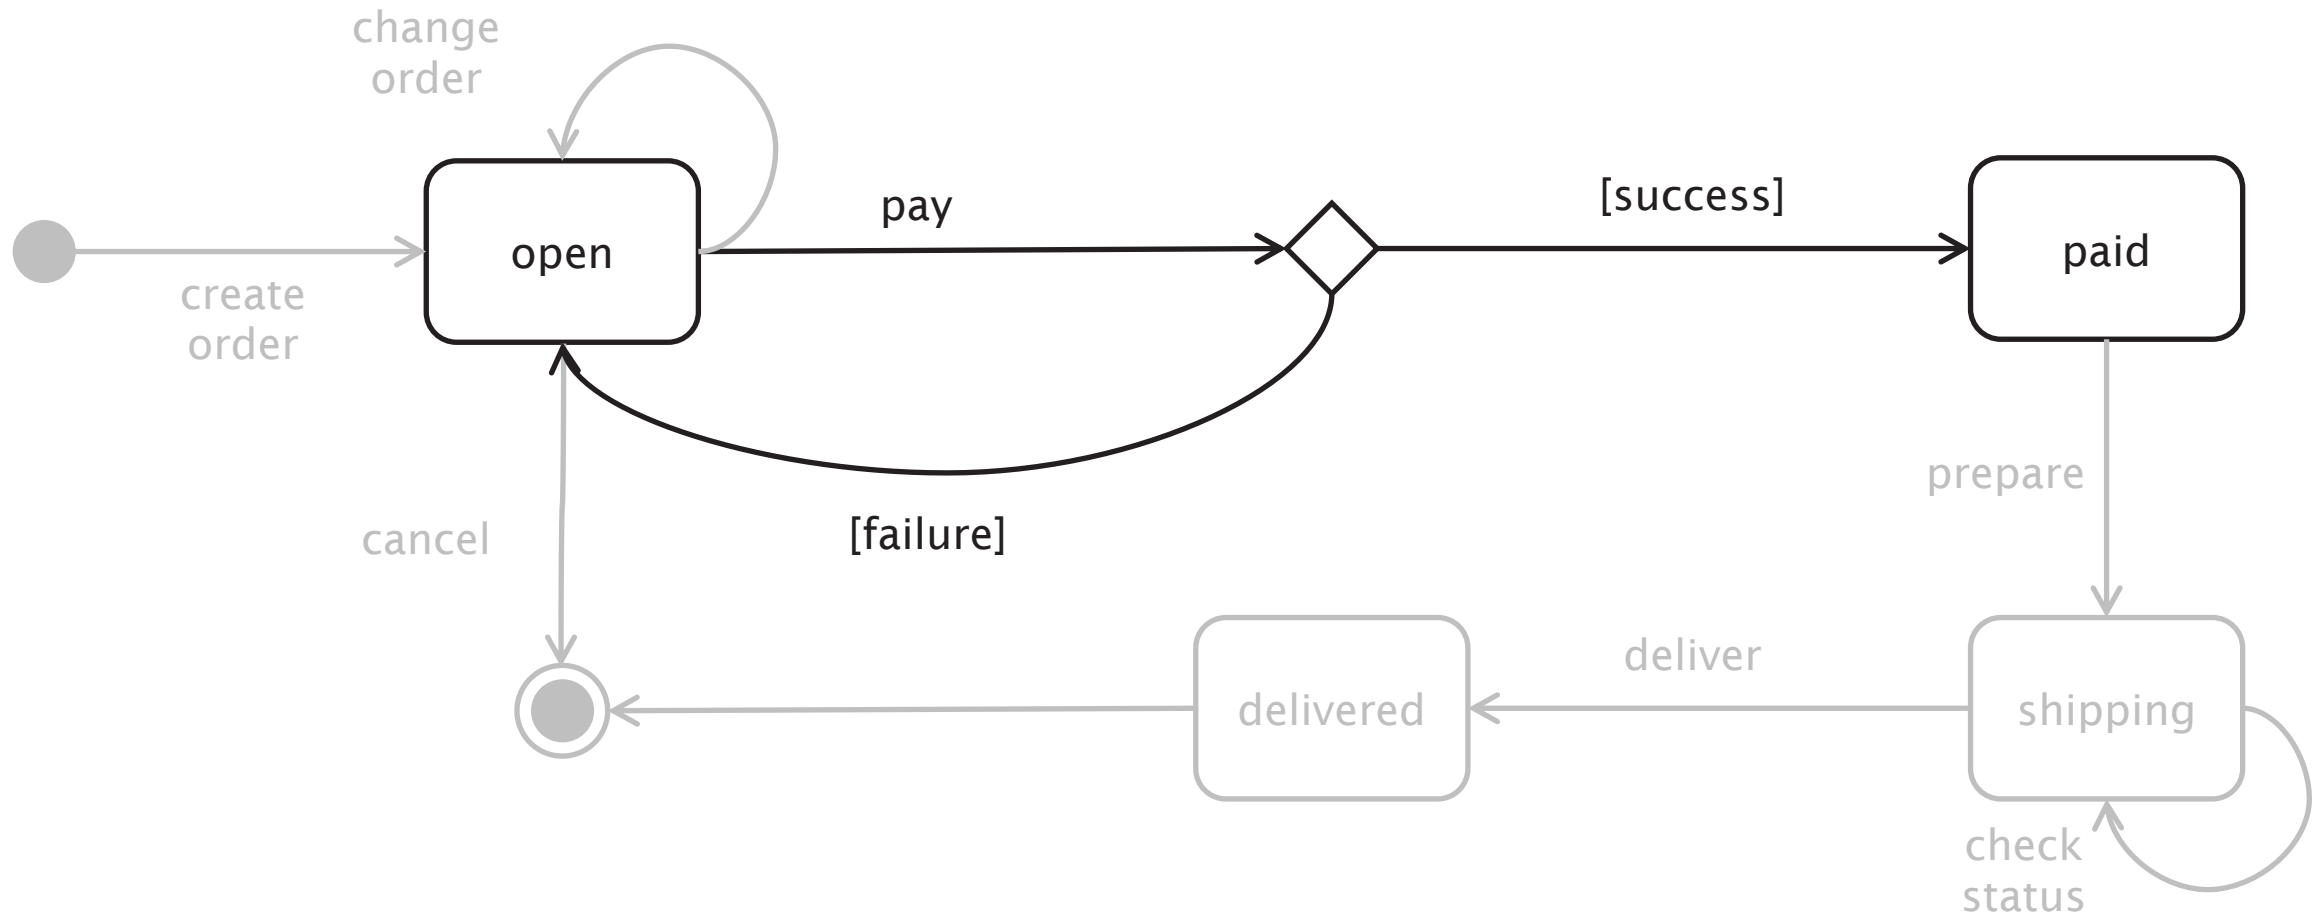 change
order
pay
[success]
open
paid
create
order
prepare
cancel
[failure]
deliver
delivered
shipping
check
status